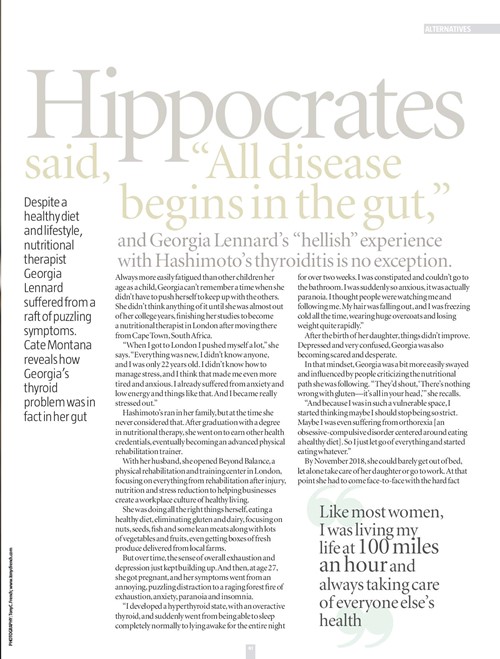 ALTERNATIVES
Hippocrates
said, “All disease
begins in the gut,”
and Georgia Lennard’s “hellish” experience
with Hashimoto’s thyroiditis is no exception.
Despite a
healthy diet
and lifestyle,
nutritional
therapist
Georgia
Lennard
suffered from a
raft of puzzling
symptoms.
Cate Montana
reveals how
Georgia’s
thyroid
problem was in
fact in her gut
Always more easily fatigued than other children her
age as a child, Georgia can’t remember a time when she
didn’t have to push herself to keep up with the others.
She didn’t think anything of it until she was almost out
of her college years, finishing her studies to become
a nutritional therapist in London after moving there
from Cape Town, South Africa.
“When I got to London I pushed myself a lot,” she
says. “Everything was new, I didn’t know anyone,
and I was only 22 years old. I didn’t know how to
manage stress, and I think that made me even more
tired and anxious. I already suffered from anxiety and
low energy and things like that. And I became really
stressed out.”
Hashimoto’s ran in her family, but at the time she
never considered that. After graduation with a degree
in nutritional therapy, she went on to earn other health
credentials, eventually becoming an advanced physical
rehabilitation trainer.
With her husband, she opened Beyond Balance, a
physical rehabilitation and training center in London,
focusing on everything from rehabilitation after injury,
nutrition and stress reduction to helping businesses
create a workplace culture of healthy living.
She was doing all the right things herself, eating a
healthy diet, eliminating gluten and dairy, focusing on
nuts, seeds, fish and some lean meats along with lots
of vegetables and fruits, even getting boxes of fresh
produce delivered from local farms.
But over time, the sense of overall exhaustion and
depression just kept building up. And then, at age 27,
she got pregnant, and her symptoms went from an
annoying, puzzling distraction to a raging forest fire of
exhaustion, anxiety, paranoia and insomnia.
“I developed a hyperthyroid state, with an overactive
thyroid, and suddenly went from being able to sleep
completely normally to lying awake for the entire night
for over two weeks. I was constipated and couldn’t go to
the bathroom. I was suddenly so anxious, it was actually
paranoia. I thought people were watching me and
following me. My hair was falling out, and I was freezing
cold all the time, wearing huge overcoats and losing
weight quite rapidly.”
After the birth of her daughter, things didn’t improve.
Depressed and very confused, Georgia was also
becoming scared and desperate.
In that mindset, Georgia was a bit more easily swayed
and influenced by people criticizing the nutritional
path she was following. “They’d shout, ‘There’s nothing
wrong with gluten—it’s all in your head,’” she recalls.
“And because I was in such a vulnerable space, I
started thinking maybe I should stop being so strict.
Maybe I was even suffering from orthorexia [an
obsessive-compulsive disorder centered around eating
a healthy diet]. So I just let go of everything and started
eating whatever.”
By November 2018, she could barely get out of bed,
let alone take care of her daughter or go to work. At that
point she had to come face-to-face with the hard fact
Like most women,
I was living my
life at 100 miles
an hour and
always taking care
of everyone else’s
health